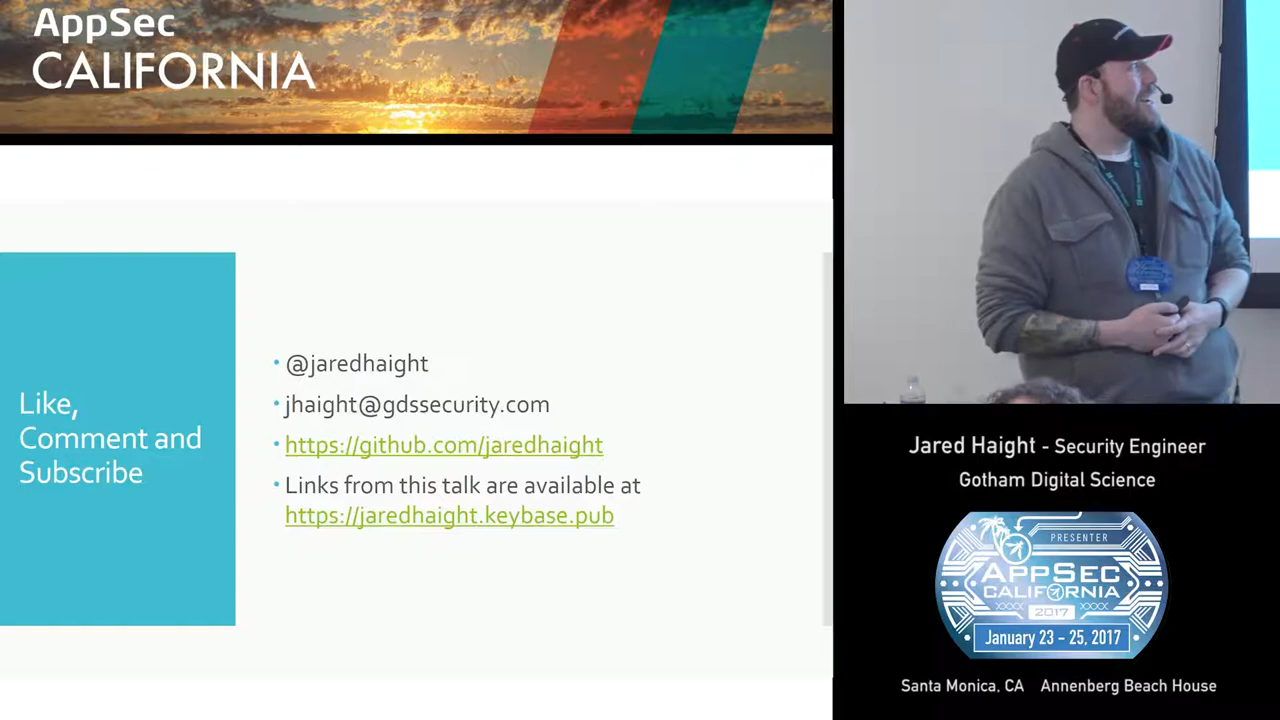 AppSec
CALIFORNIA
Like,
Comment and
Subscribe
• @jaredhaight
• jhaight@gdssecurity.com
• https://github.com/jaredhaight
• Links from this talk are available at
https://jaredhaight.keybase.pub
Jared Haight - Security Engineer
Gotham Digital Science
PRESENTER
APPSEC
CALIFORNIA
XXXX 2017 XXXX
January 23 - 25, 2017
Santa Monica, CA Annenberg Beach House